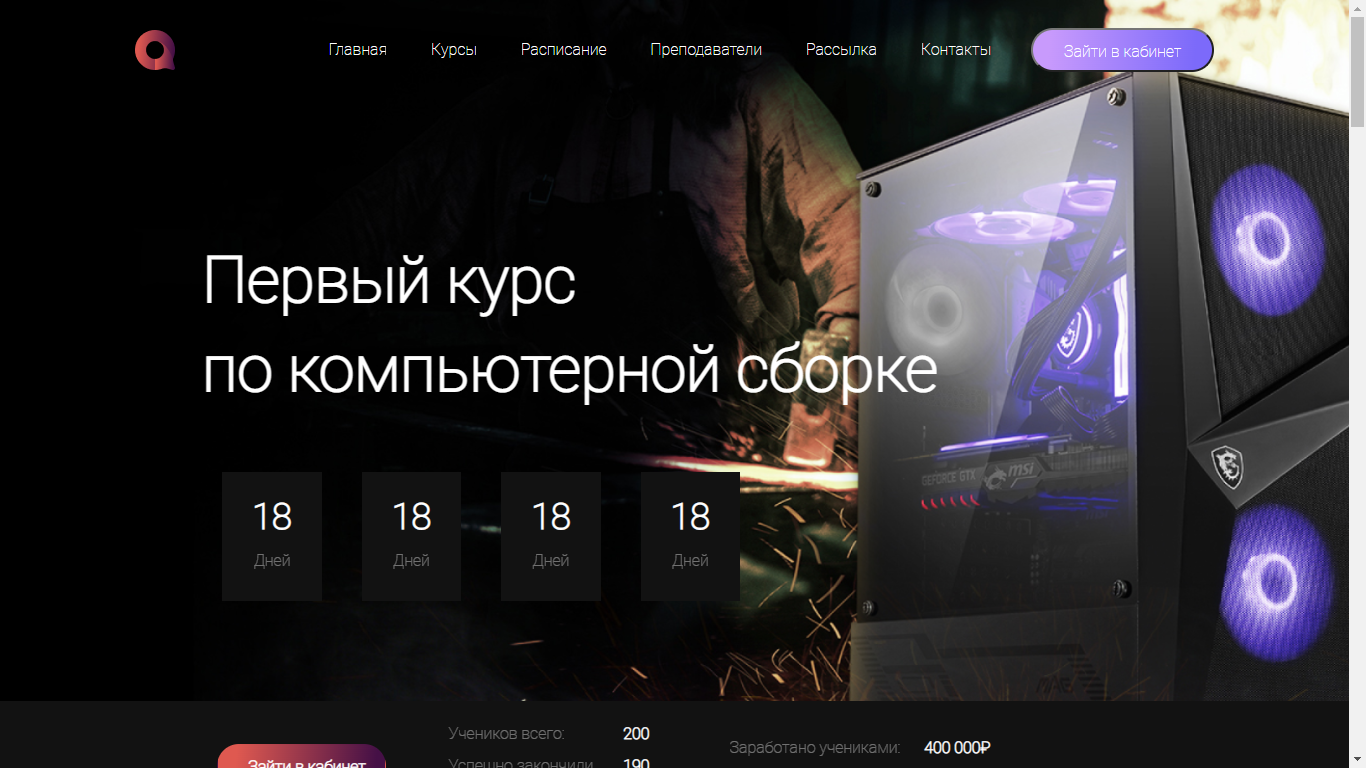 Главная Курсы Расписание Преподаватели Рассылка Контакты Зайти в кабинет
Первый курс
по компьютерной сборке
18 18 18 18
Дней Дней Дней Дней
GEFORCE GTX msi
Учеников всего: 200
Заработано учениками: 400 000₽
Зайти в кабинет
Успешно закончили 190